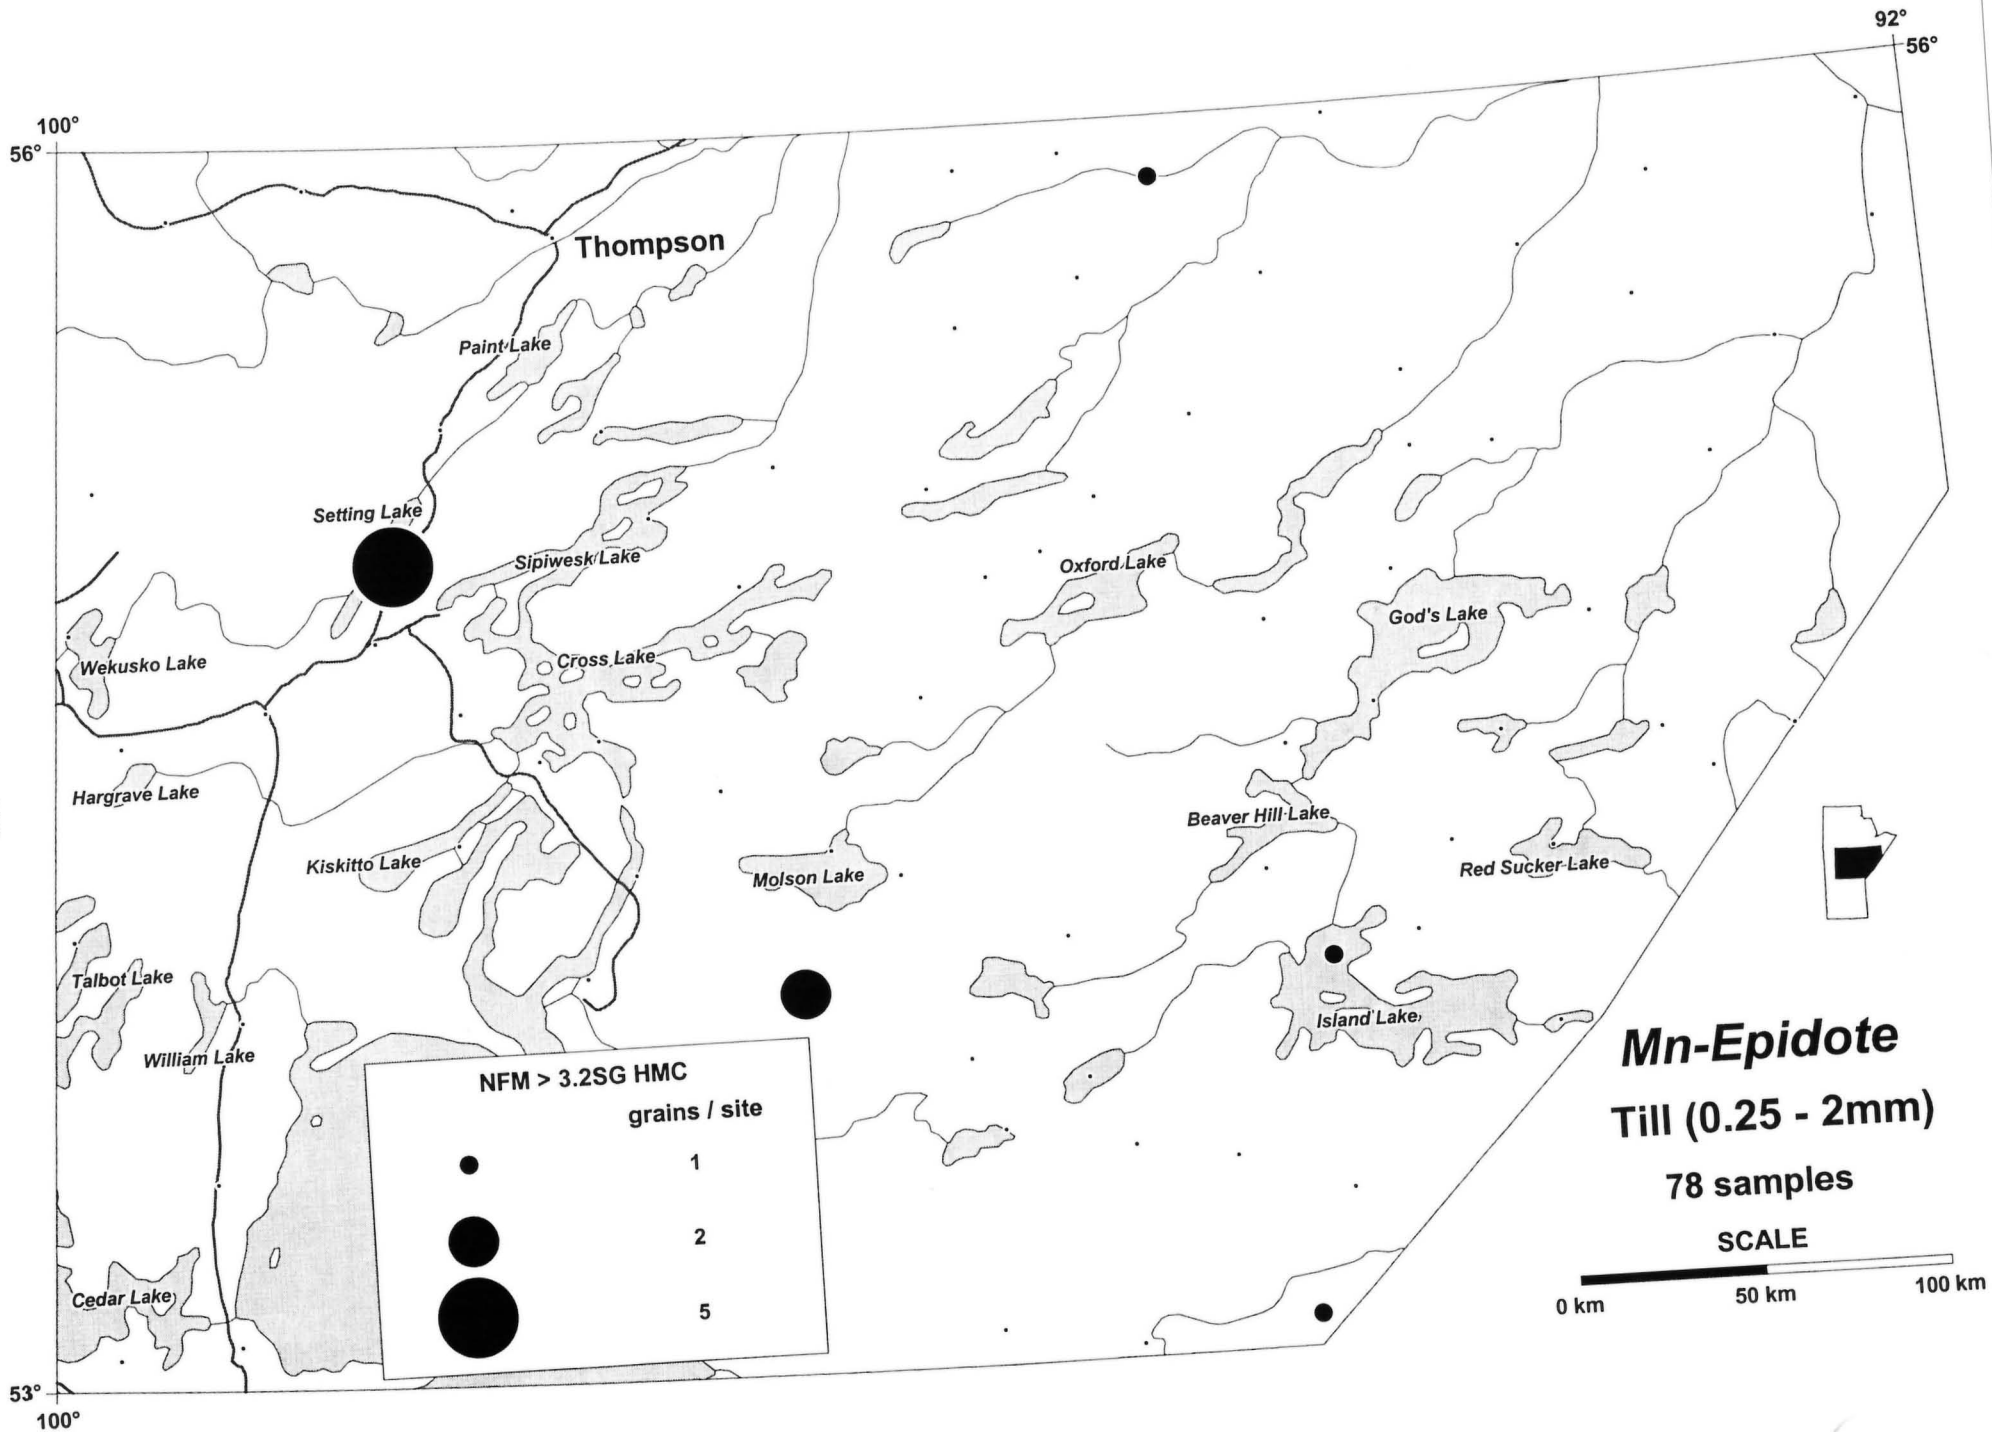 92°
56°
100°
56°
Thompson
Paint Lake
Setting Lake
Sipiwesk Lake
Oxford Lake
God's Lake
Cross Lake
Wekusko Lake
Hargrave Lake
Beaver Hill Lake
Kiskitto Lake
Molson Lake
Red Sucker Lake
Talbot Lake
Island Lake
William Lake
Cedar Lake
NFM > 3.2SG HMC
grains / site
1
2
5
Mn-Epidote
Till (0.25 - 2mm)
78 samples
SCALE
0 km 50 km 100 km
53°
100°